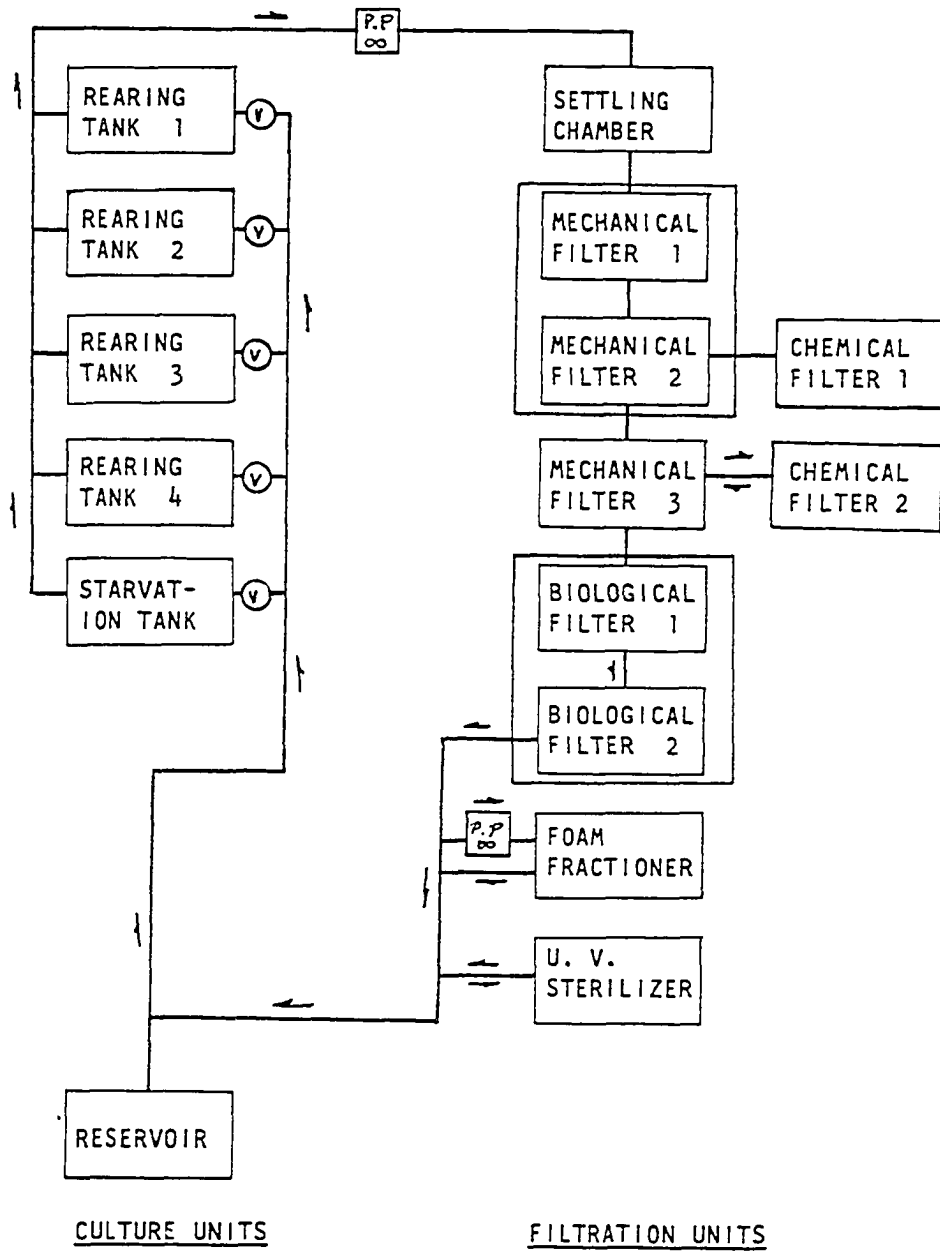 P.P
∞
REARING
TANK 1
V
REARING
TANK 2
V
REARING
TANK 3
V
REARING
TANK 4
V
STARVAT-
ION TANK
V
RESERVOIR
CULTURE UNITS
SETTLING
CHAMBER
MECHANICAL
FILTER 1
MECHANICAL
FILTER 2
CHEMICAL
FILTER 1
MECHANICAL
FILTER 3
CHEMICAL
FILTER 2
BIOLOGICAL
FILTER 1
BIOLOGICAL
FILTER 2
P.P
∞
FOAM
FRACTIONER
U. V.
STERILIZER
FILTRATION UNITS